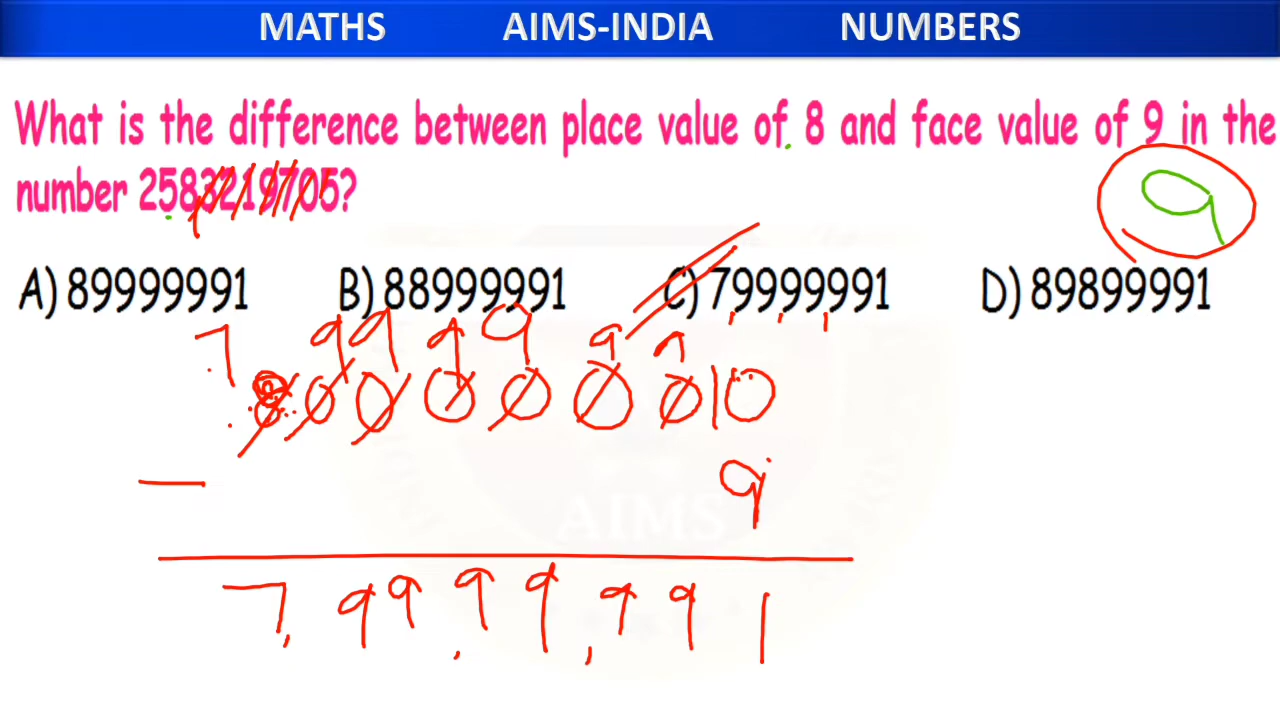 MATHS AIMS-INDIA NUMBERS
What is the difference between place value of 8 and face value of 9 in the
number 2583219705?
9
A) 89999991 B) 88999991 C) 79999991 D) 89899991
7 9 9 9 9 9 9
8 0 0 0 0 0 0 10
— 9
7,99,99,991
AIMS